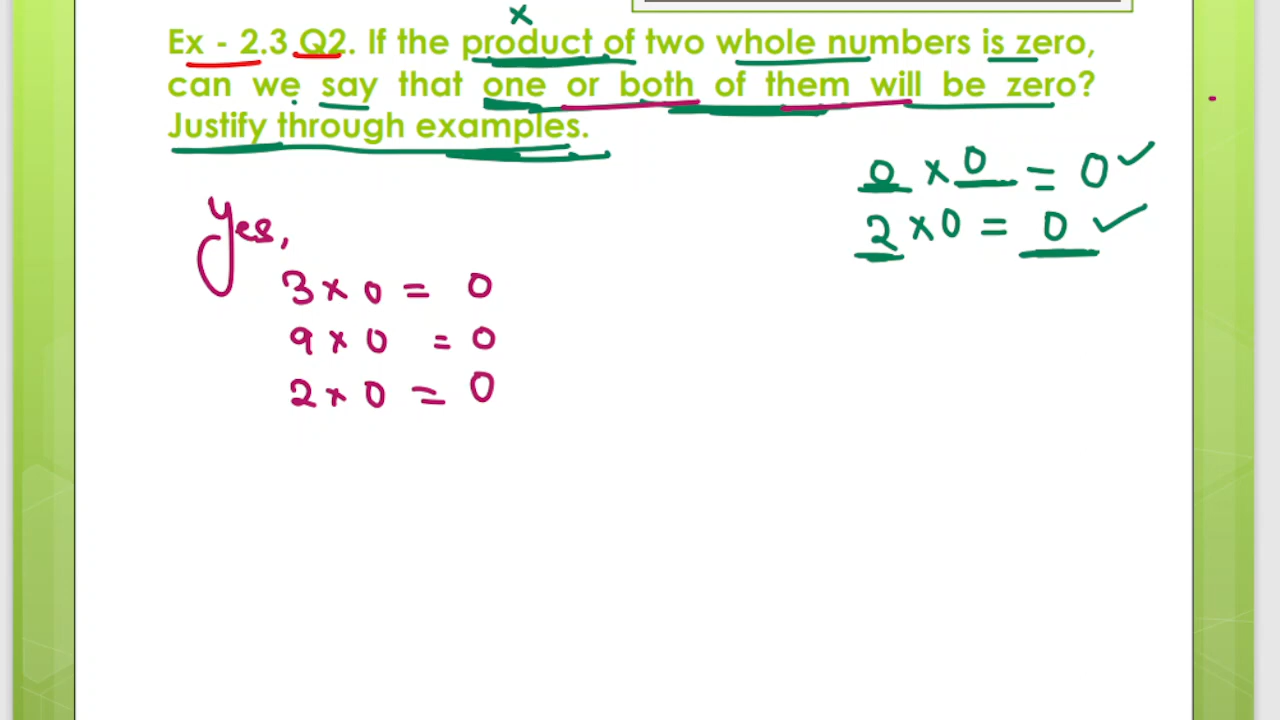 Ex - 2.3 Q2. If the product of two whole numbers is zero,
can we say that one or both of them will be zero?
Justify through examples.
0 × 0 = 0 ✓
2 × 0 = 0 ✓
Yes,
3 × 0 = 0
9 × 0 = 0
2 × 0 = 0